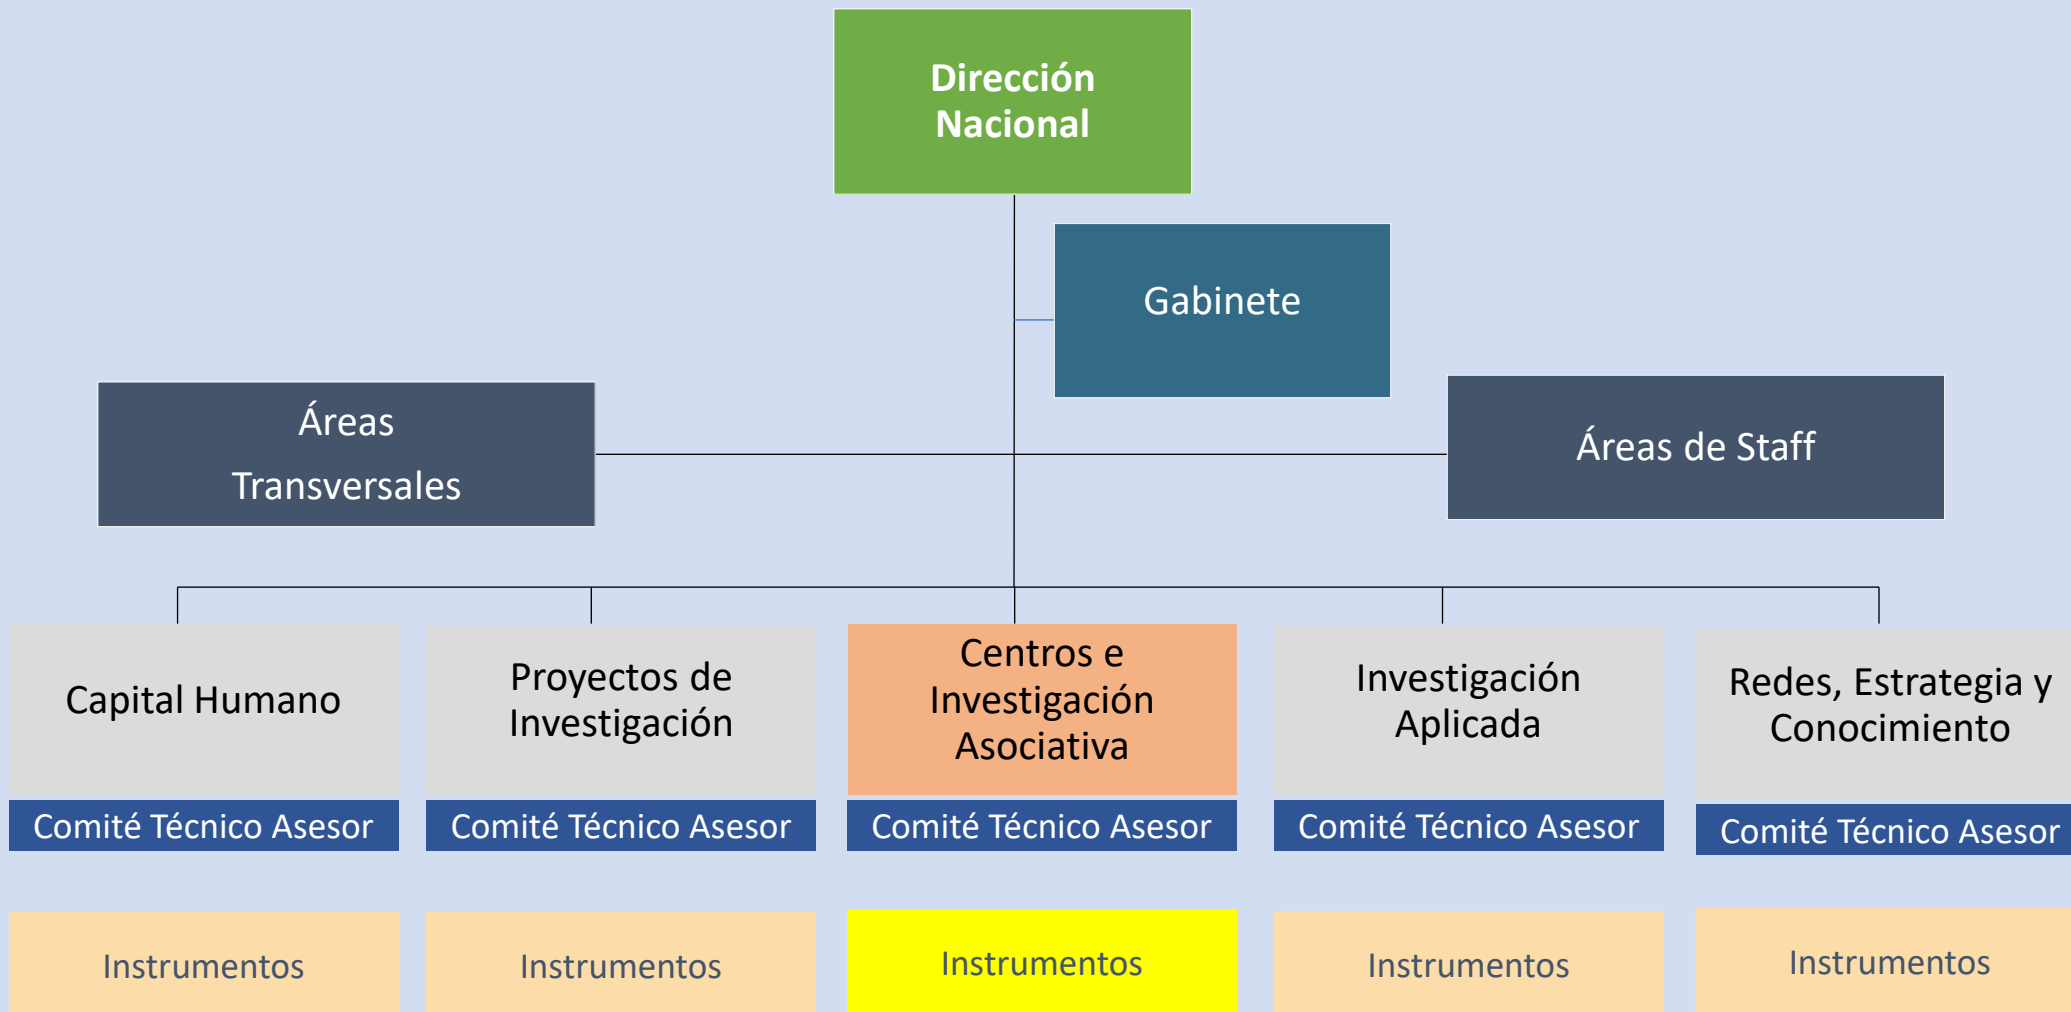 Dirección
Nacional
Gabinete
Áreas
Transversales
Áreas de Staff
Capital Humano
Proyectos de
Investigación
Centros e
Investigación
Asociativa
Investigación
Aplicada
Redes, Estrategia y
Conocimiento
Comité Técnico Asesor
Comité Técnico Asesor
Comité Técnico Asesor
Comité Técnico Asesor
Comité Técnico Asesor
Instrumentos
Instrumentos
Instrumentos
Instrumentos
Instrumentos